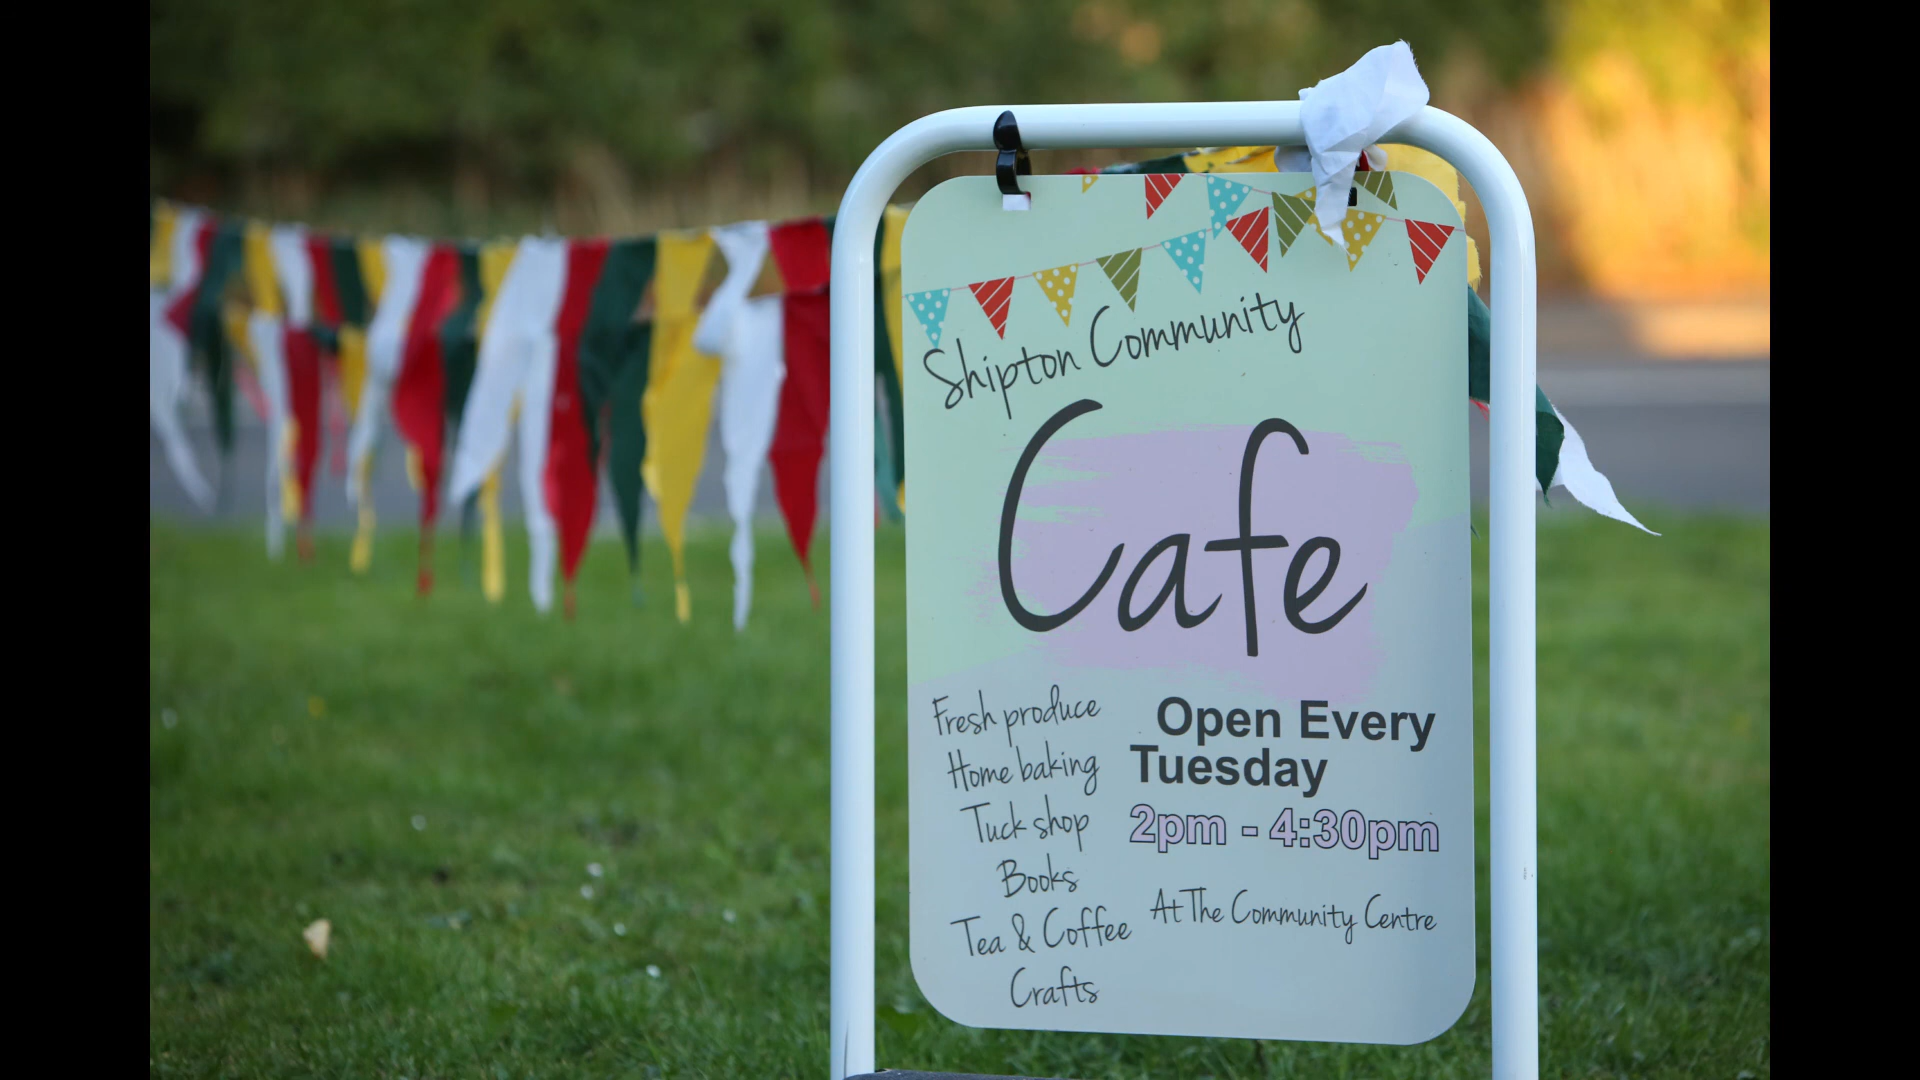 Shipton Community
Cafe
Fresh produce
Home baking
Tuck shop
Books
Tea & Coffee
Crafts
Open Every
Tuesday
2pm - 4:30pm
At The Community Centre